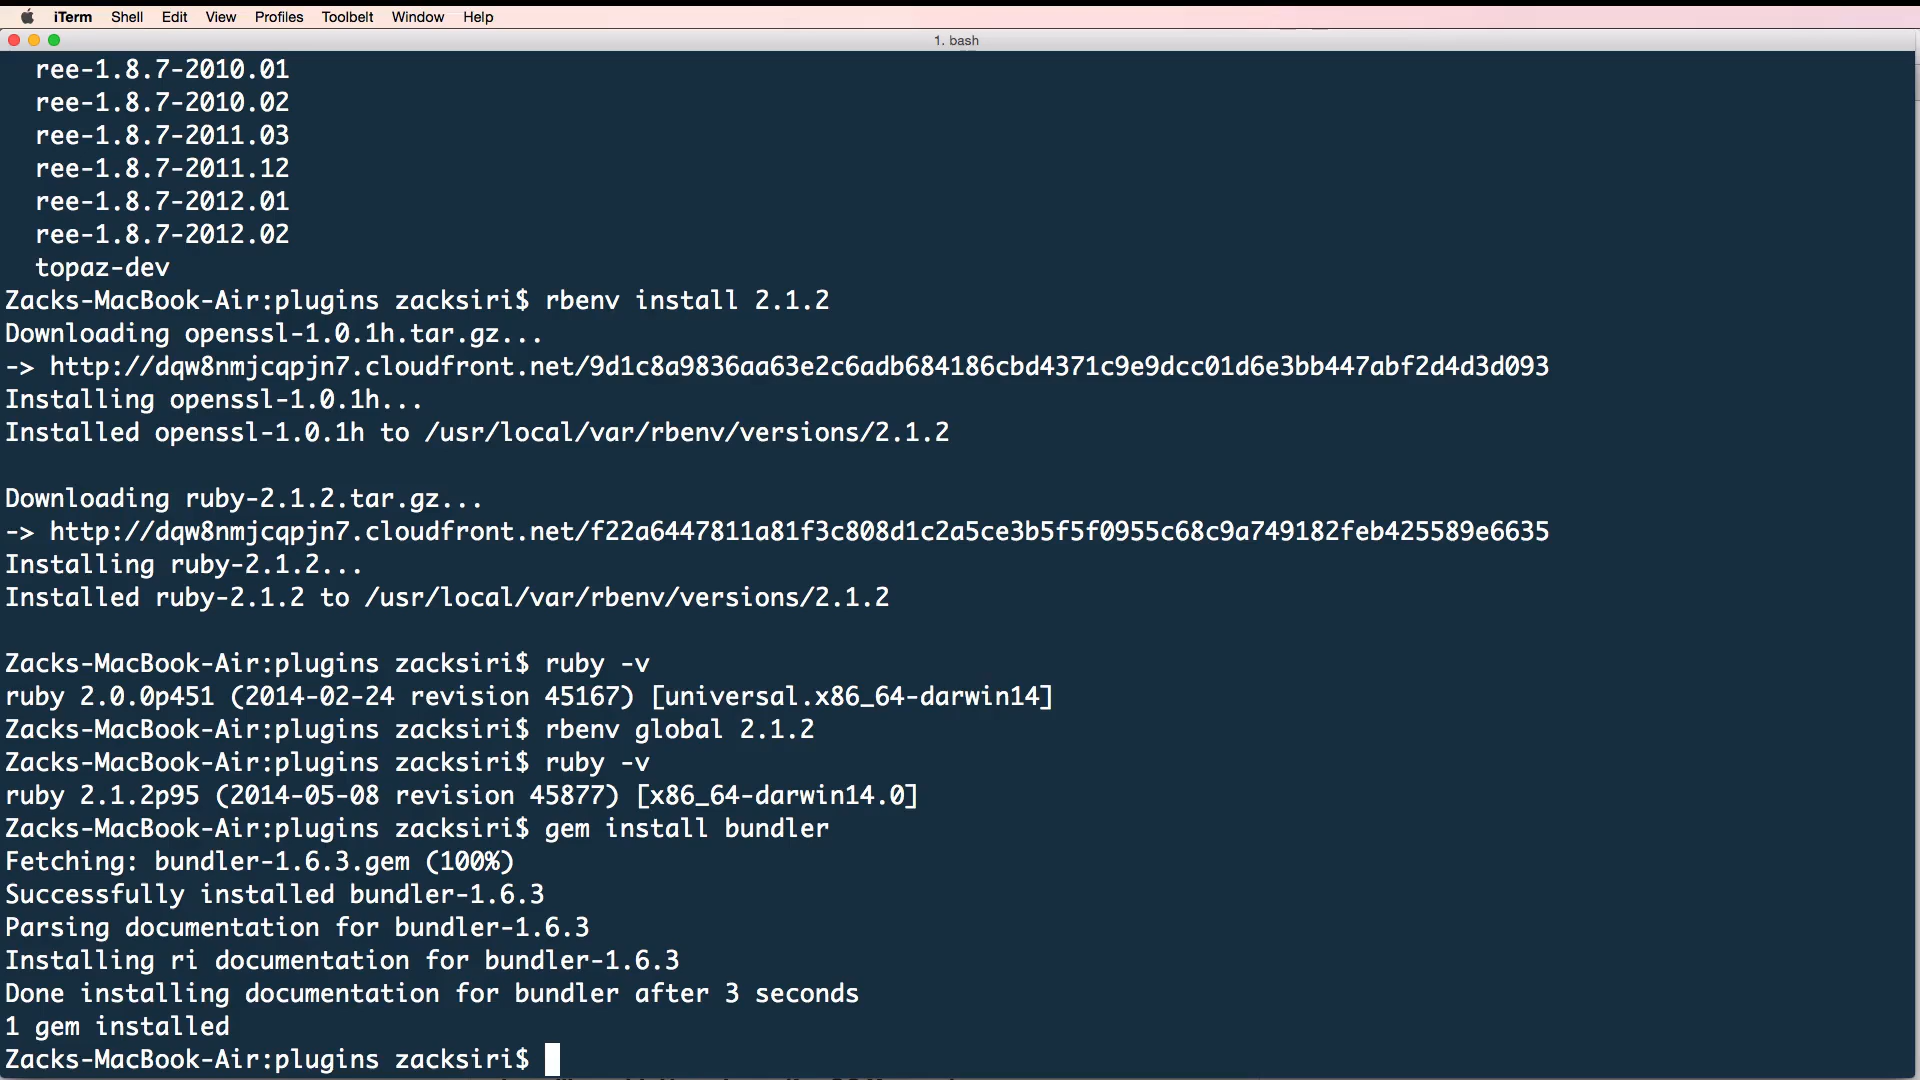 iTerm Shell Edit View Profiles Toolbelt Window Help
1. bash
ree-1.8.7-2010.01
ree-1.8.7-2010.02
ree-1.8.7-2011.03
ree-1.8.7-2011.12
ree-1.8.7-2012.01
ree-1.8.7-2012.02
topaz-dev
Zacks-MacBook-Air:plugins zacksiri$ rbenv install 2.1.2
Downloading openssl-1.0.1h.tar.gz...
-> http://dqw8nmjcqpjn7.cloudfront.net/9d1c8a9836aa63e2c6adb684186cbd4371c9e9dcc01d6e3bb447abf2d4d3d093
Installing openssl-1.0.1h...
Installed openssl-1.0.1h to /usr/local/var/rbenv/versions/2.1.2
Downloading ruby-2.1.2.tar.gz...
-> http://dqw8nmjcqpjn7.cloudfront.net/f22a6447811a81f3c808d1c2a5ce3b5f5f0955c68c9a749182feb425589e6635
Installing ruby-2.1.2...
Installed ruby-2.1.2 to /usr/local/var/rbenv/versions/2.1.2
Zacks-MacBook-Air:plugins zacksiri$ ruby -v
ruby 2.0.0p451 (2014-02-24 revision 45167) [universal.x86_64-darwin14]
Zacks-MacBook-Air:plugins zacksiri$ rbenv global 2.1.2
Zacks-MacBook-Air:plugins zacksiri$ ruby -v
ruby 2.1.2p95 (2014-05-08 revision 45877) [x86_64-darwin14.0]
Zacks-MacBook-Air:plugins zacksiri$ gem install bundler
Fetching: bundler-1.6.3.gem (100%)
Successfully installed bundler-1.6.3
Parsing documentation for bundler-1.6.3
Installing ri documentation for bundler-1.6.3
Done installing documentation for bundler after 3 seconds
1 gem installed
Zacks-MacBook-Air:plugins zacksiri$